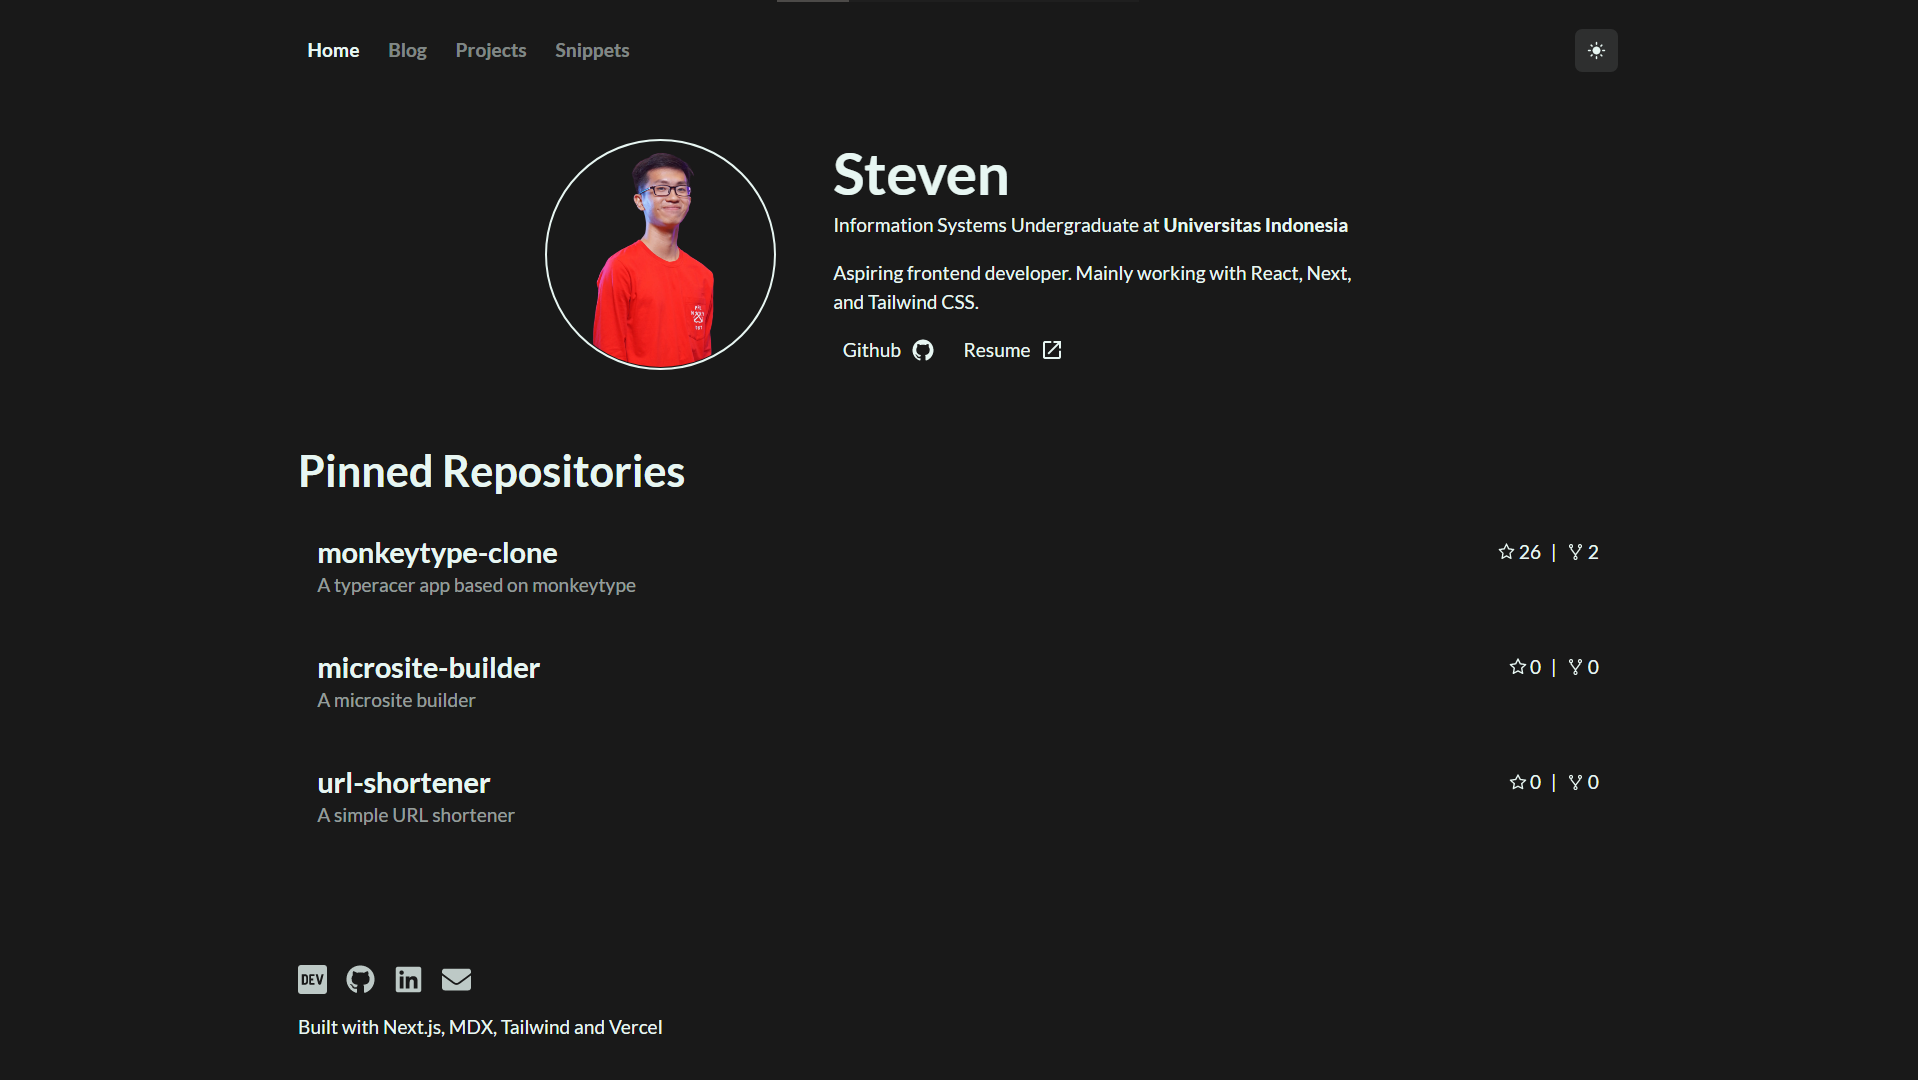 Home Blog Projects Snippets
Steven
Information Systems Undergraduate at Universitas Indonesia
Aspiring frontend developer. Mainly working with React, Next,
and Tailwind CSS.
Github Resume
Pinned Repositories
monkeytype-clone 26 | 2
A typeracer app based on monkeytype
microsite-builder 0 | 0
A microsite builder
url-shortener 0 | 0
A simple URL shortener
DEV in
Built with Next.js, MDX, Tailwind and Vercel